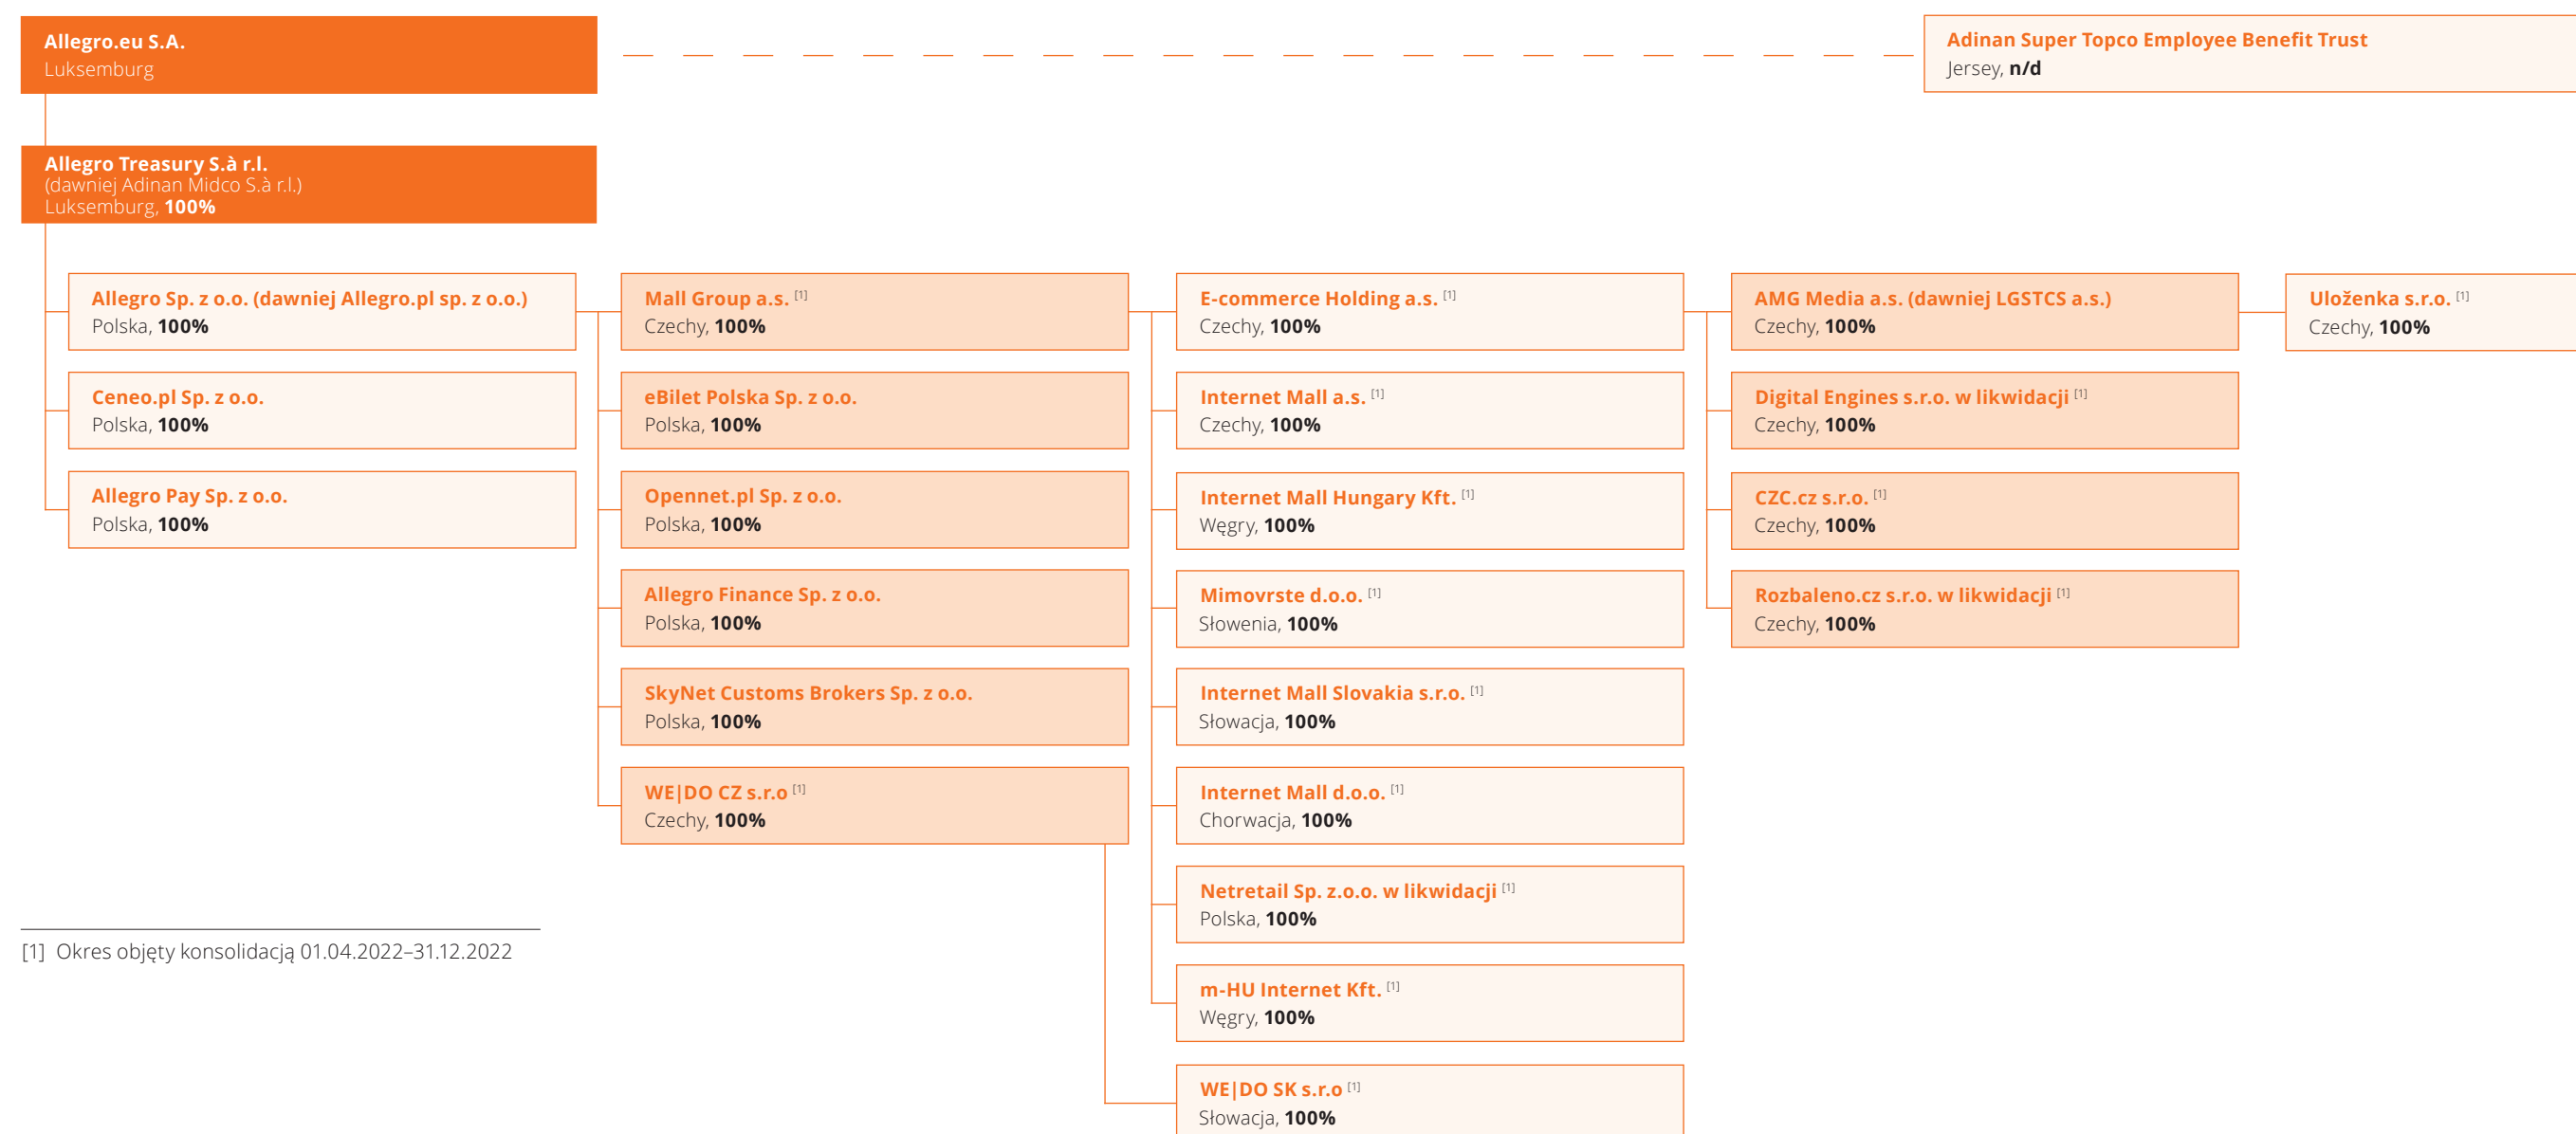 Allegro.eu S.A.
Luksemburg
Adinan Super Topco Employee Benefit Trust
Jersey, n/d
Allegro Treasury S.à r.l.
(dawniej Adinan Midco S.à r.l.)
Luksemburg, 100%
Allegro Sp. z o.o. (dawniej Allegro.pl sp. z o.o.)
Polska, 100%
Ceneo.pl Sp. z o.o.
Polska, 100%
Allegro Pay Sp. z o.o.
Polska, 100%
Mall Group a.s. [1]
Czechy, 100%
eBilet Polska Sp. z o.o.
Polska, 100%
Opennet.pl Sp. z o.o.
Polska, 100%
Allegro Finance Sp. z o.o.
Polska, 100%
SkyNet Customs Brokers Sp. z o.o.
Polska, 100%
WE|DO CZ s.r.o [1]
Czechy, 100%
E-commerce Holding a.s. [1]
Czechy, 100%
Internet Mall a.s. [1]
Czechy, 100%
Internet Mall Hungary Kft. [1]
Węgry, 100%
Mimovrste d.o.o. [1]
Słowenia, 100%
Internet Mall Slovakia s.r.o. [1]
Słowacja, 100%
Internet Mall d.o.o. [1]
Chorwacja, 100%
Netretail Sp. z.o.o. w likwidacji [1]
Polska, 100%
m-HU Internet Kft. [1]
Węgry, 100%
WE|DO SK s.r.o [1]
Słowacja, 100%
AMG Media a.s. (dawniej LGSTCS a.s.)
Czechy, 100%
Digital Engines s.r.o. w likwidacji [1]
Czechy, 100%
CZC.cz s.r.o. [1]
Czechy, 100%
Rozbaleno.cz s.r.o. w likwidacji [1]
Czechy, 100%
Uloženka s.r.o. [1]
Czechy, 100%
[1] Okres objęty konsolidacją 01.04.2022–31.12.2022